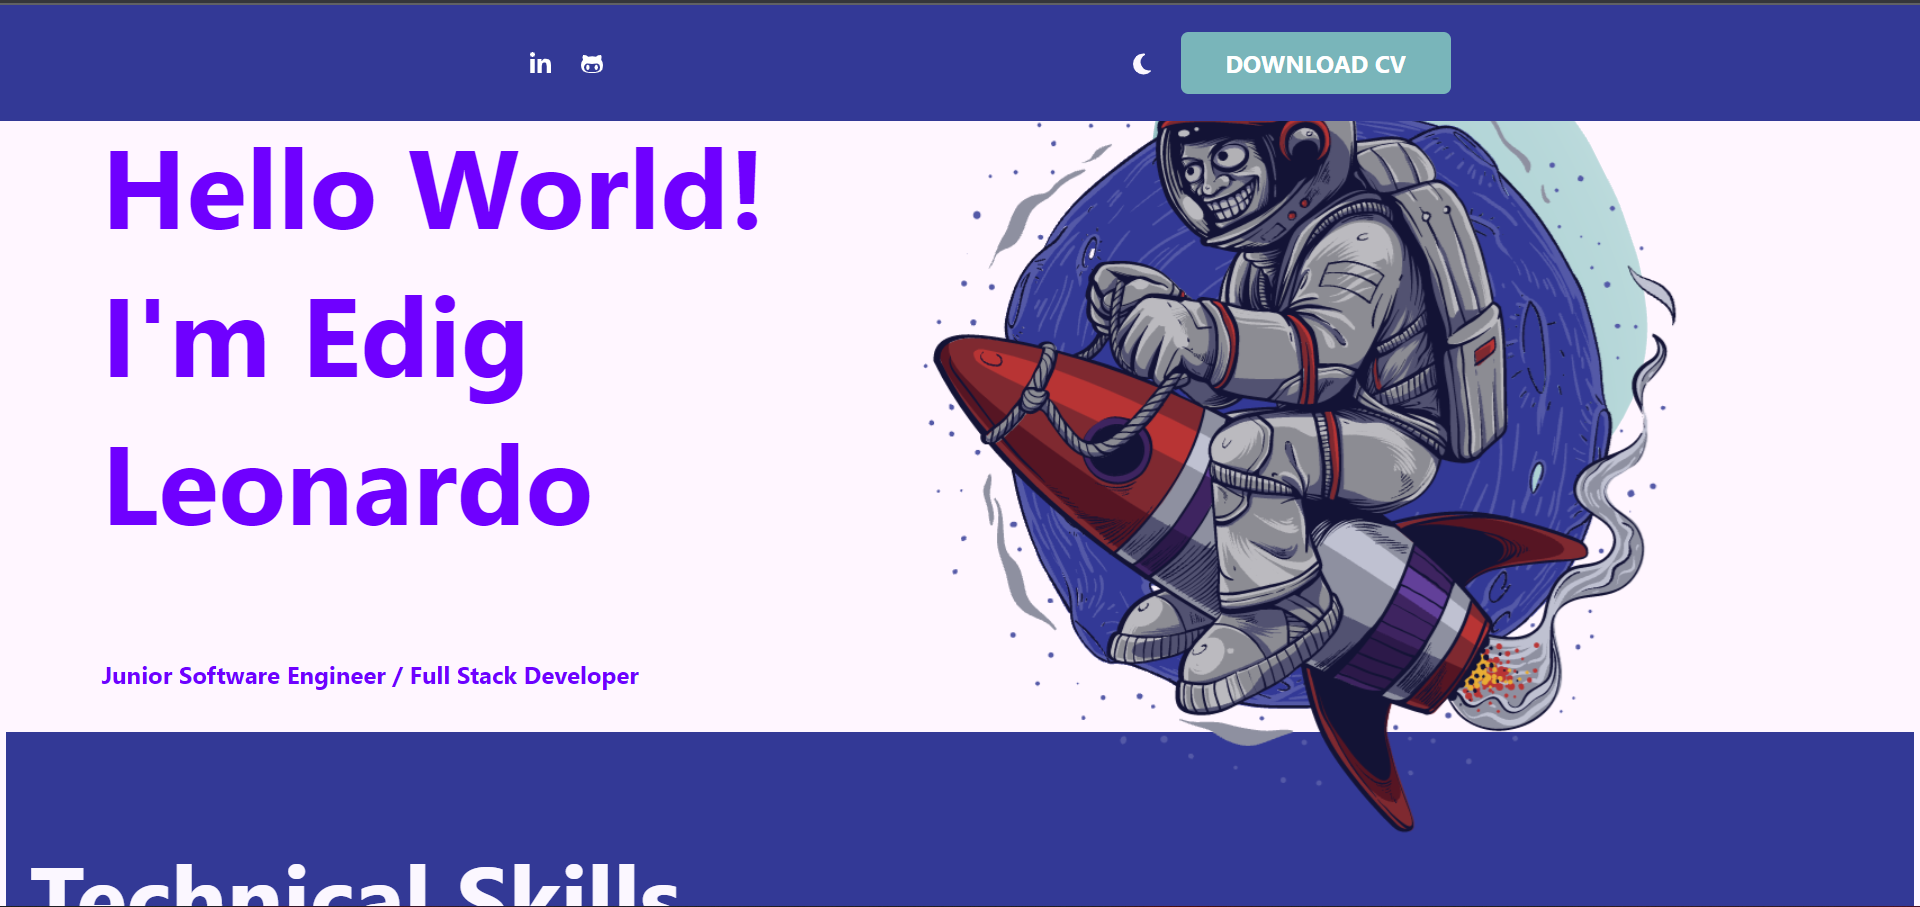 in
DOWNLOAD CV
Hello World!
I'm Edig
Leonardo
Junior Software Engineer / Full Stack Developer
Technical Skills